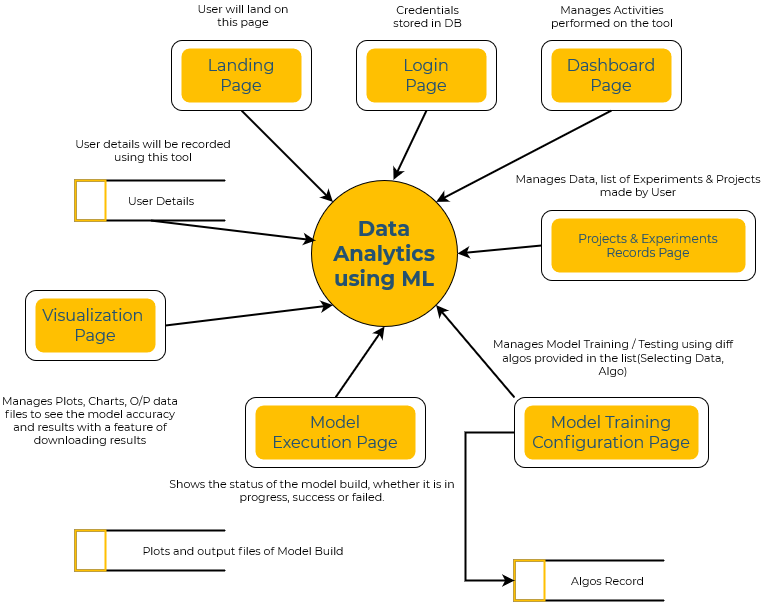 User will land on
this page
Credentials
stored in DB
Manages Activities
performed on the tool
Landing
Page
Login
Page
Dashboard
Page
User details will be recorded
using this tool
Manages Data, list of Experiments & Projects
made by User
User Details
Data
Analytics
using ML
Projects & Experiments
Records Page
Visualization
Page
Manages Model Training / Testing using diff
algos provided in the list(Selecting Data,
Algo)
Manages Plots, Charts, O/P data
files to see the model accuracy
and results with a feature of
downloading results
Model
Execution Page
Model Training
Configuration Page
Shows the status of the model build, whether it is in
progress, success or failed.
Plots and output files of Model Build
Algos Record